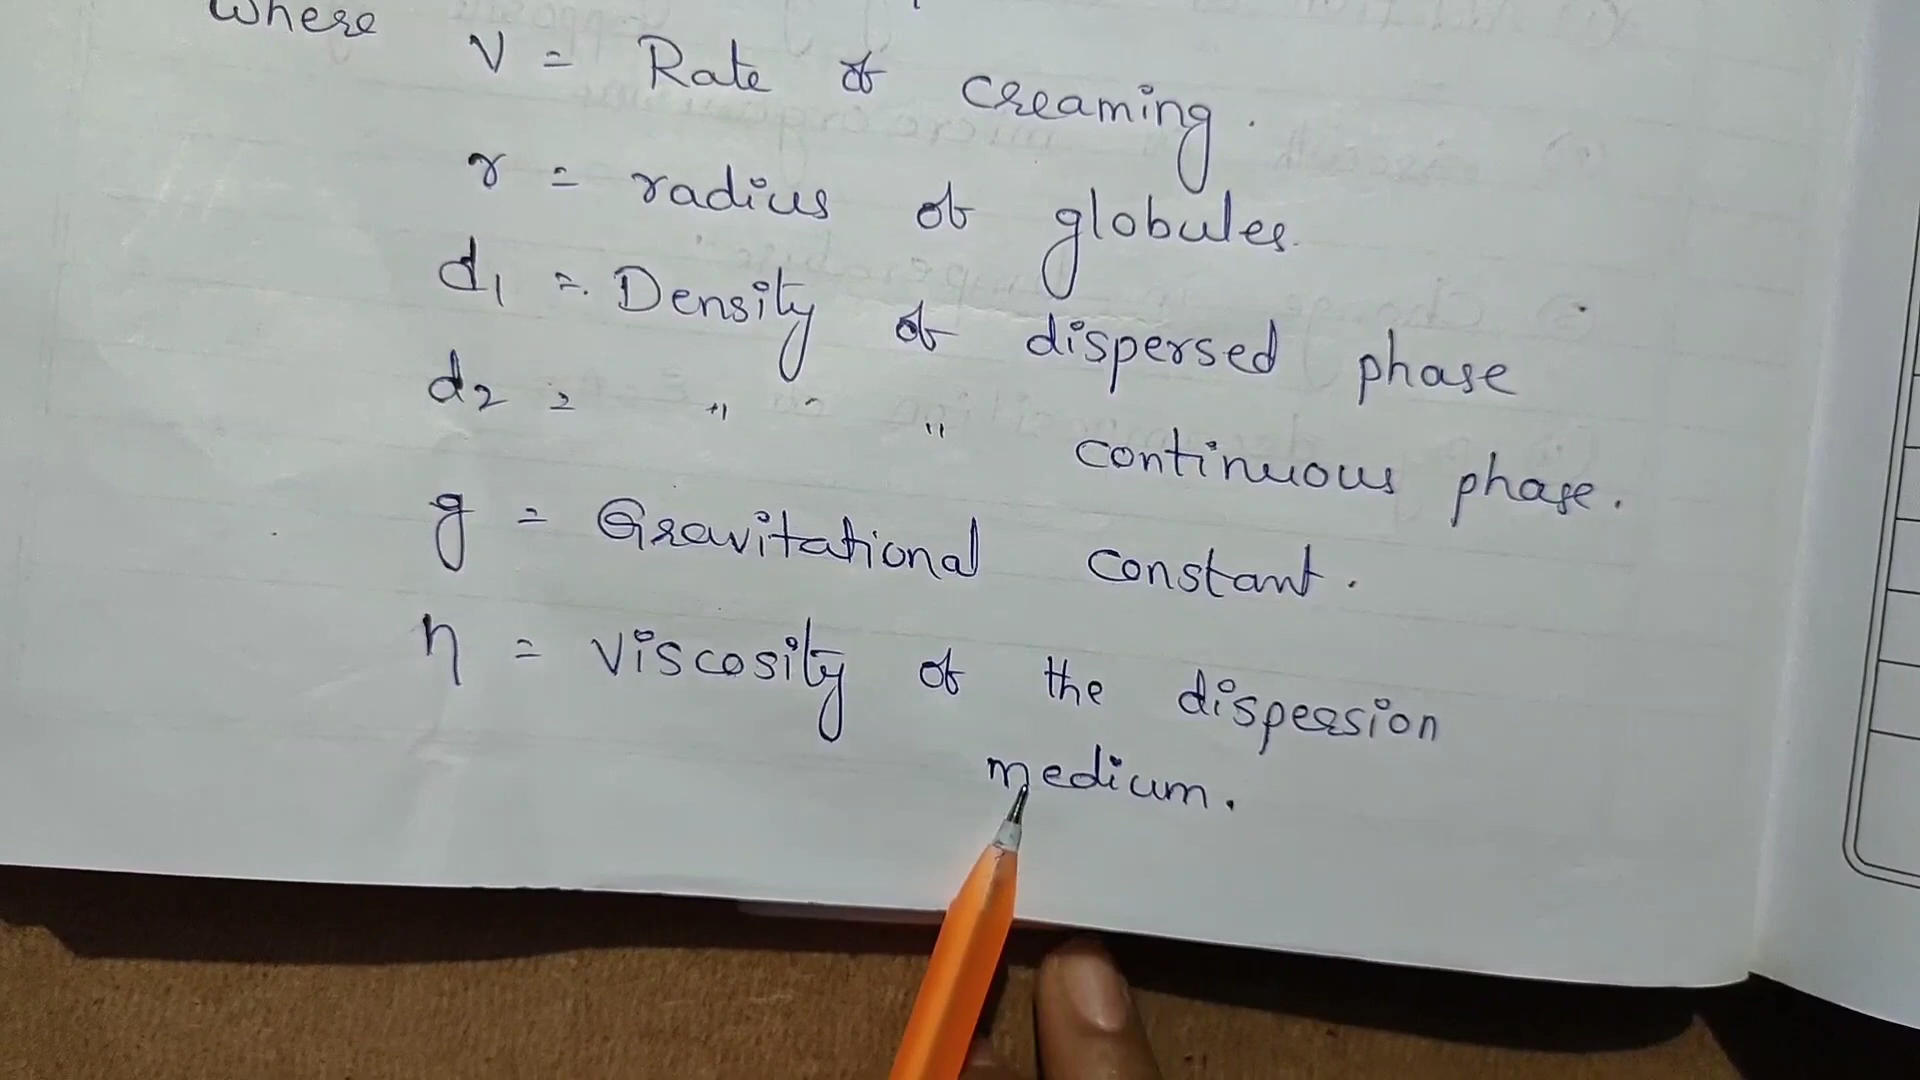 where
V = Rate of creaming.
r = radius of globules.
d1 = Density of dispersed phase
d2 = " " continuous phase.
g = Gravitational constant.
η = viscosity of the dispersion
medium.